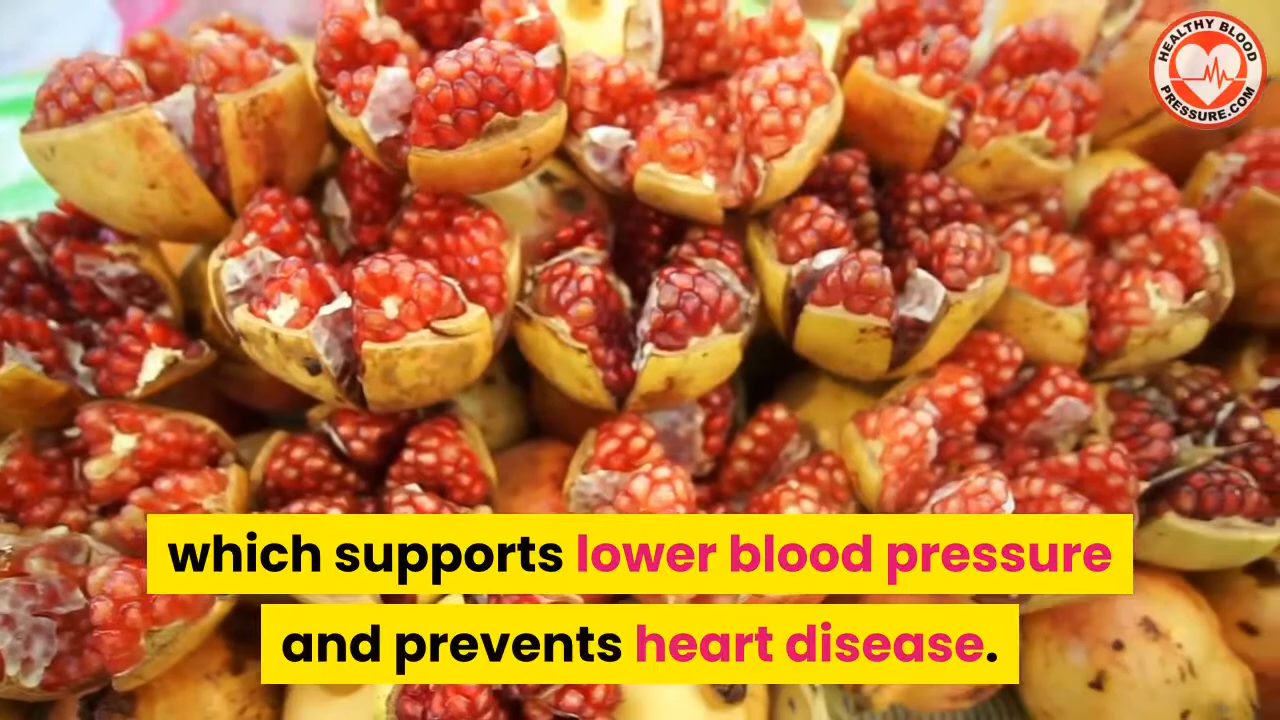 HEALTHY BLOOD
PRESSURE.COM
which supports lower blood pressure
and prevents heart disease.